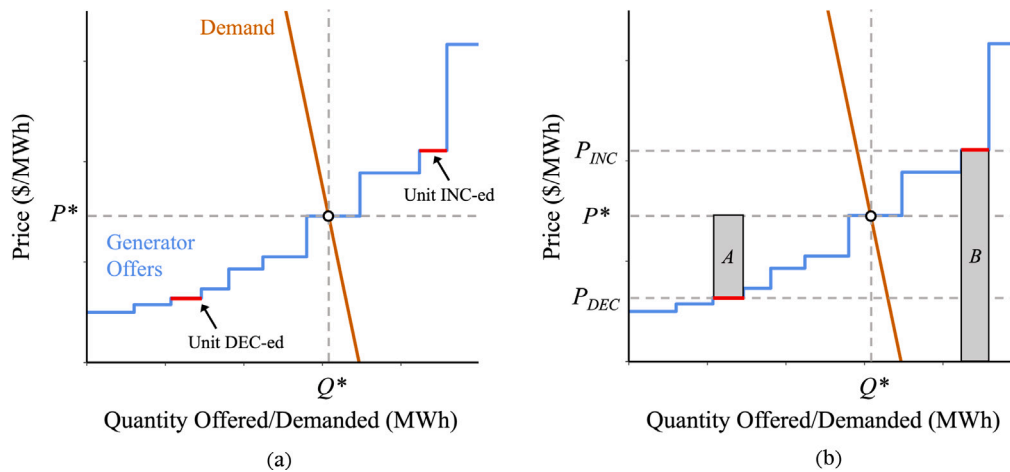 Demand
Price ($/MWh)
Unit INC-ed
P*
Generator
Offers
Unit DEC-ed
Q*
Quantity Offered/Demanded (MWh)
(a)
Price ($/MWh)
P_INC
P*
A
B
P_DEC
Q*
Quantity Offered/Demanded (MWh)
(b)